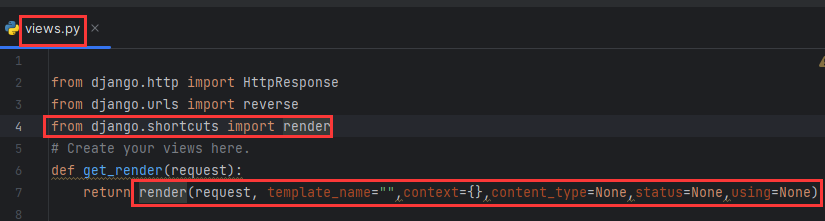 views.py
1
2 from django.http import HttpResponse
3 from django.urls import reverse
4 from django.shortcuts import render
5 # Create your views here.
6 def get_render(request):
7 return render(request, template_name="",context={},content_type=None,status=None,using=None)
8